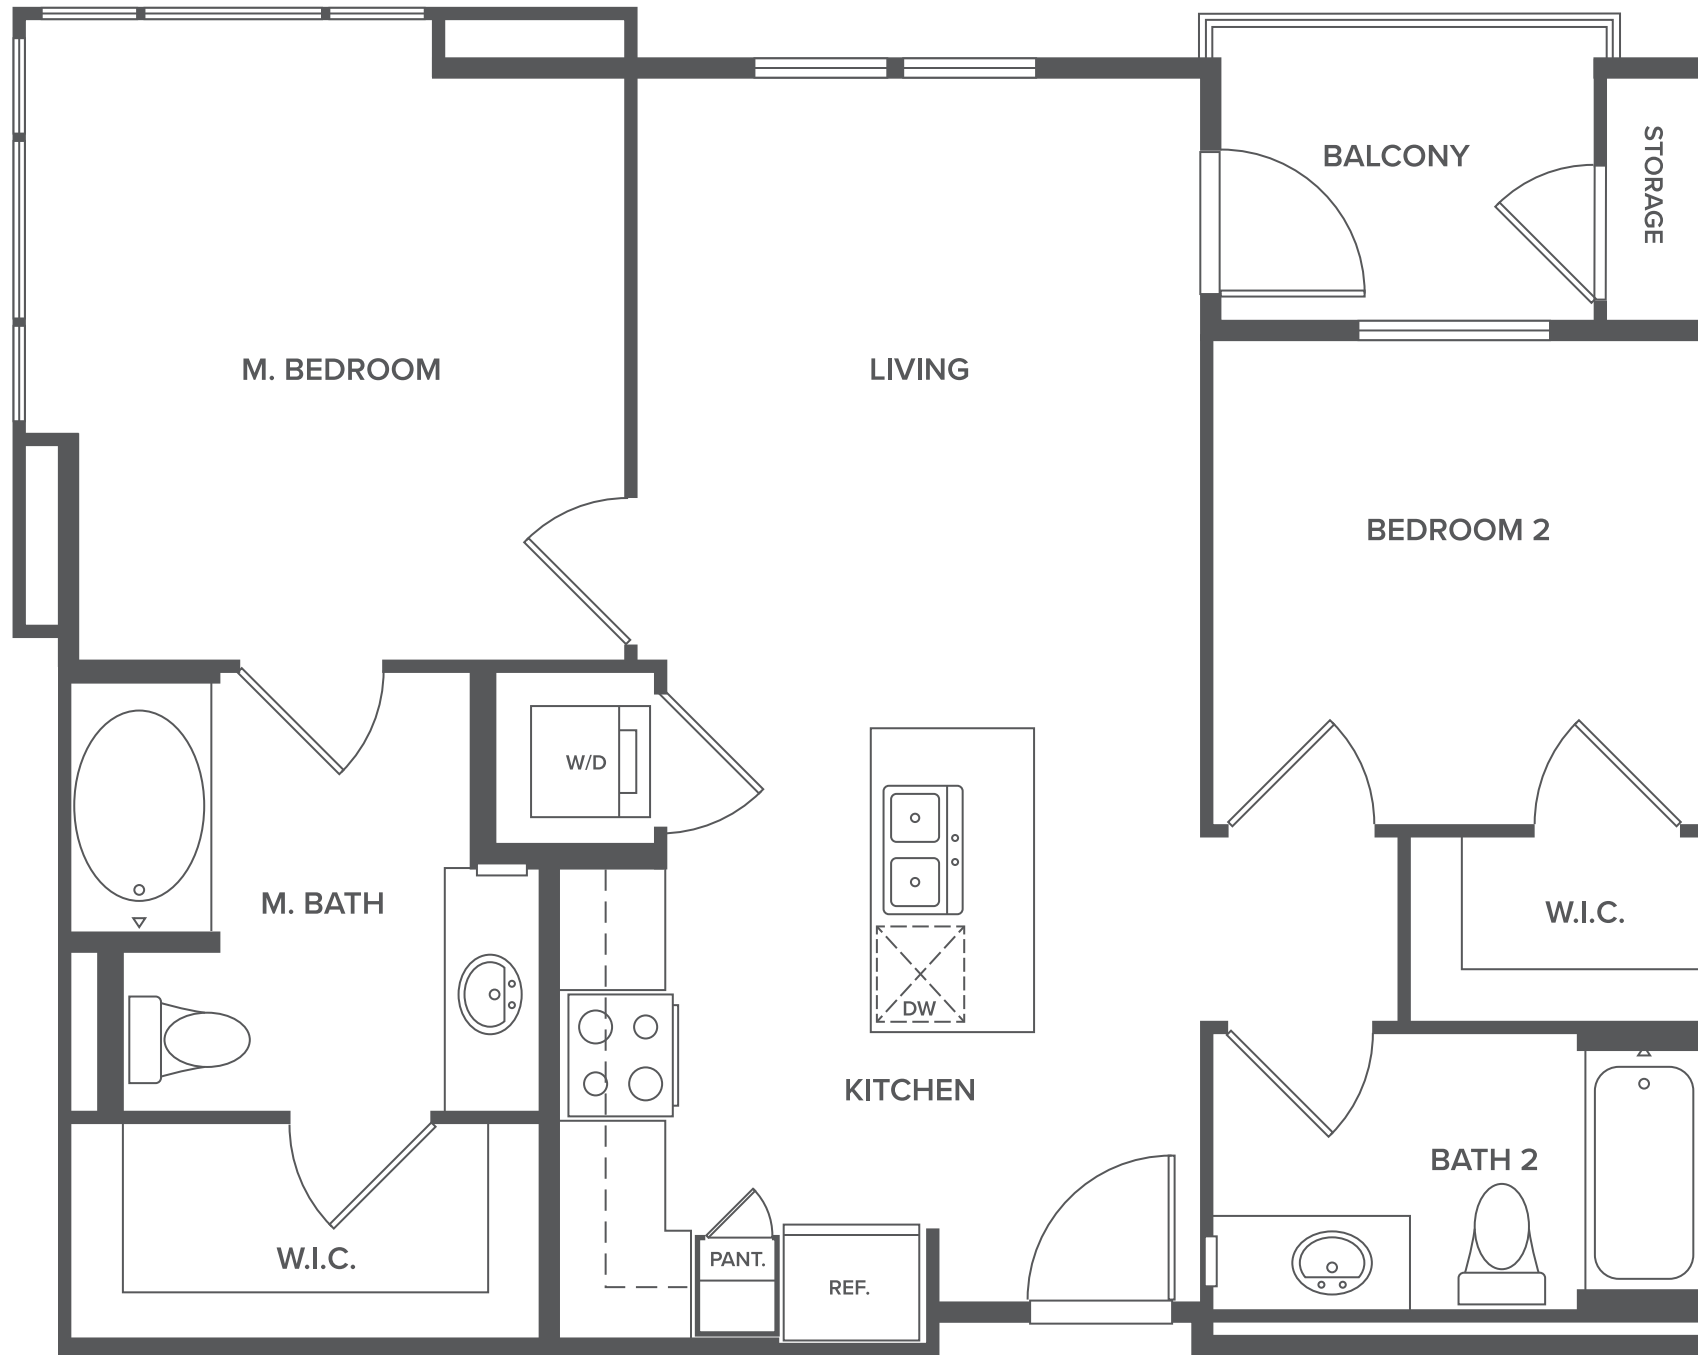 BALCONY
STORAGE
M. BEDROOM
LIVING
BEDROOM 2
W/D
M. BATH
W.I.C.
DW
KITCHEN
BATH 2
W.I.C.
PANT.
REF.